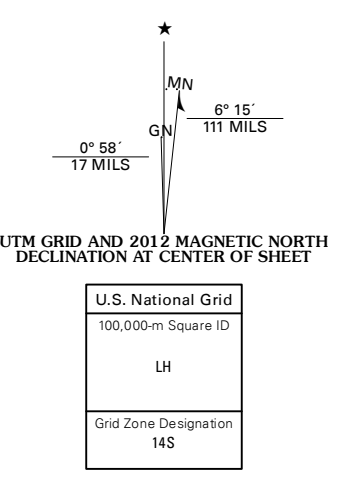 ★
MN
6° 15´
111 MILS
GN
0° 58´
17 MILS
UTM GRID AND 2012 MAGNETIC NORTH
DECLINATION AT CENTER OF SHEET
U.S. National Grid
100,000-m Square ID
LH
Grid Zone Designation
14S